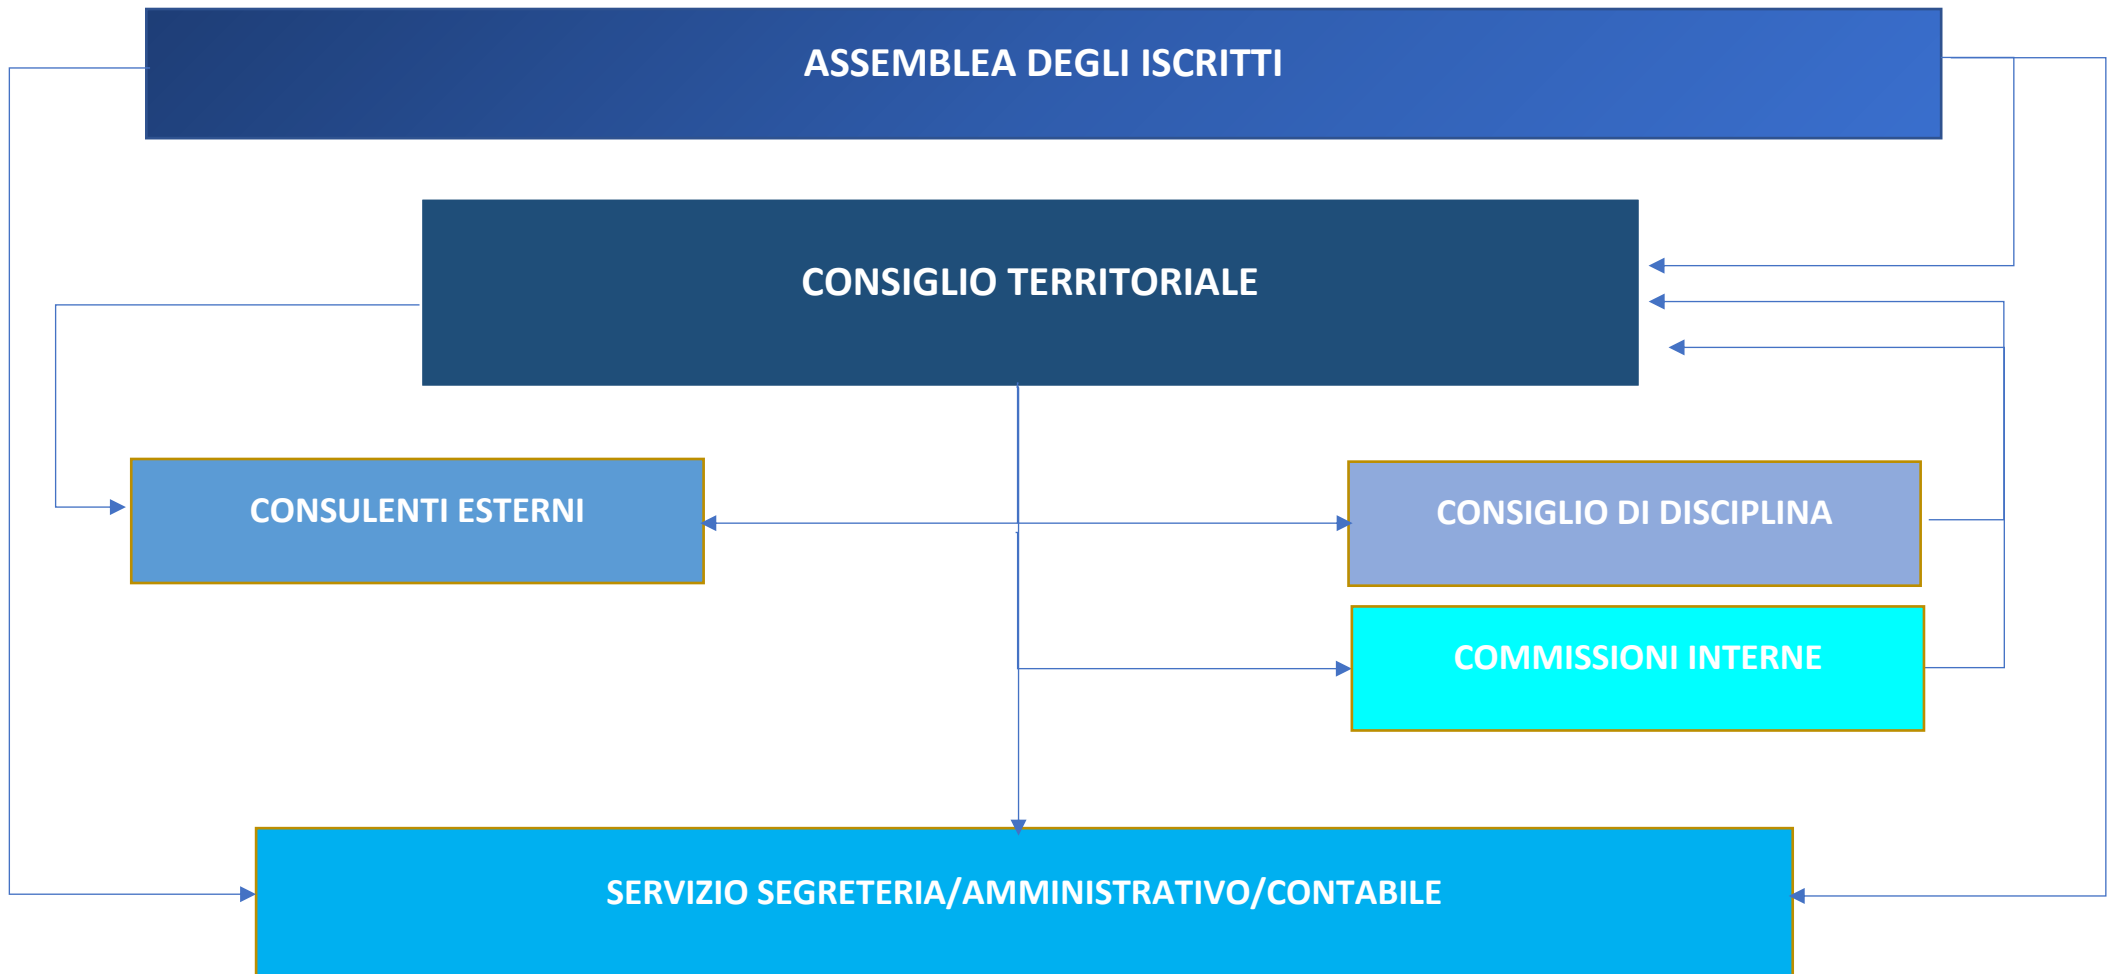 ASSEMBLEA DEGLI ISCRITTI
CONSIGLIO TERRITORIALE
CONSULENTI ESTERNI
CONSIGLIO DI DISCIPLINA
COMMISSIONI INTERNE
SERVIZIO SEGRETERIA/AMMINISTRATIVO/CONTABILE